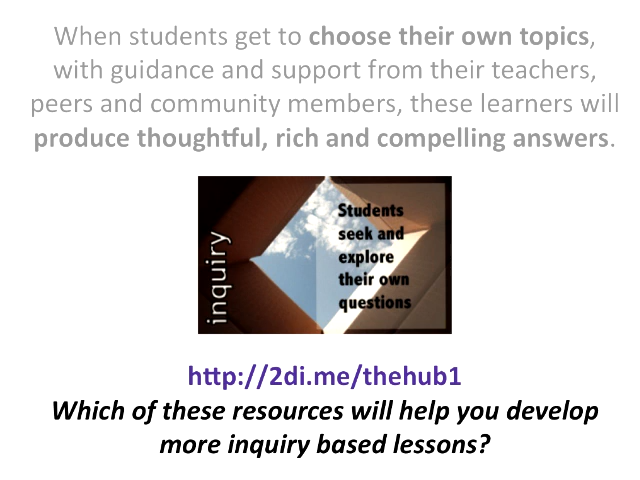 When students get to choose their own topics,
with guidance and support from their teachers,
peers and community members, these learners will
produce thoughtful, rich and compelling answers.
inquiry
Students
seek and
explore
their own
questions
http://2di.me/thehub1
Which of these resources will help you develop
more inquiry based lessons?